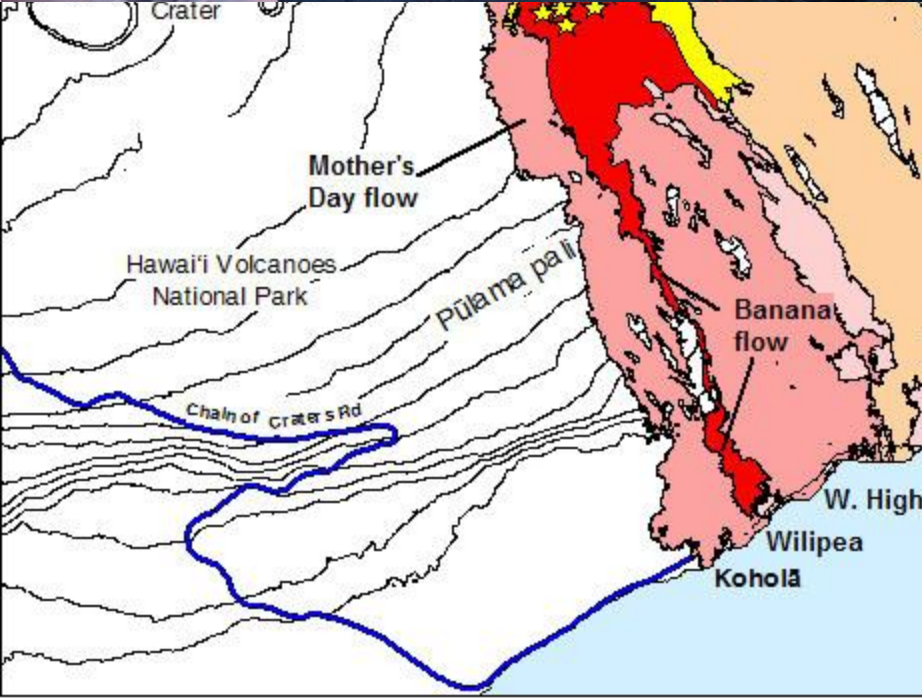 Crater
Mother's
Day flow
Hawai‘i Volcanoes
National Park
Pūlama pali
Banana
flow
Chain of Craters Rd
W. High
Wilipea
Koholā